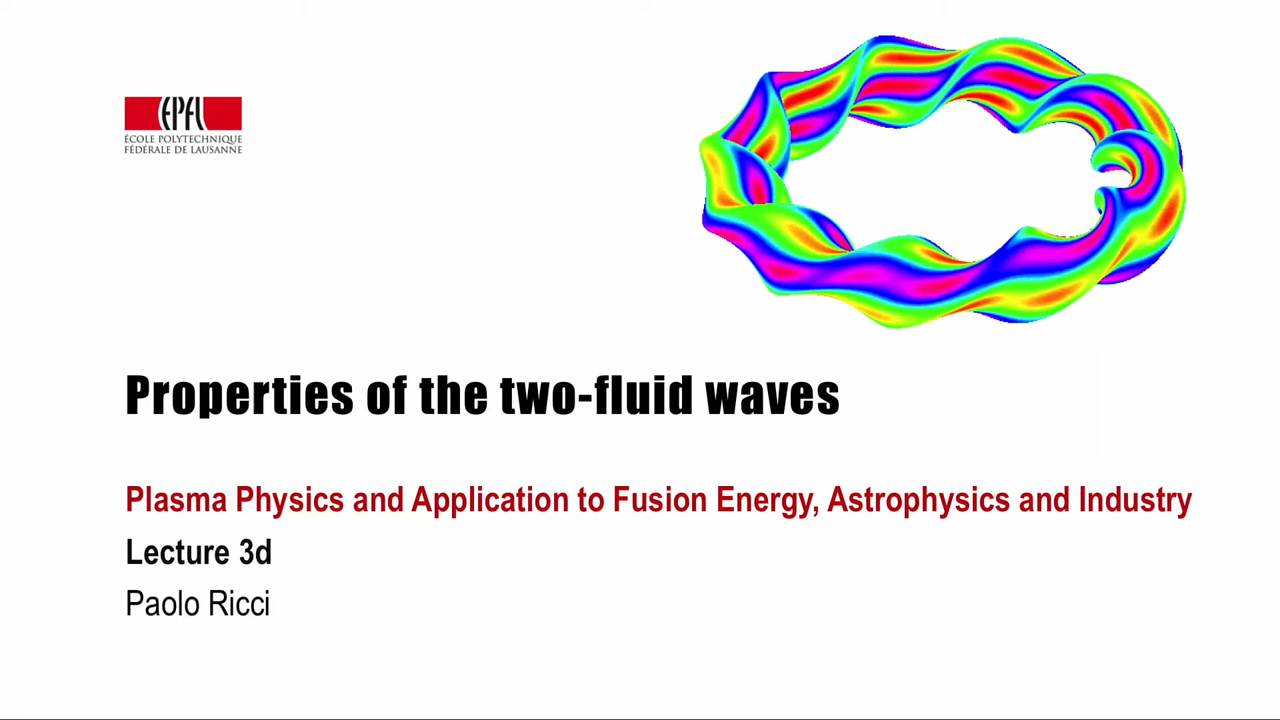 EPFL
ÉCOLE POLYTECHNIQUE
FÉDÉRALE DE LAUSANNE
Properties of the two-fluid waves
Plasma Physics and Application to Fusion Energy, Astrophysics and Industry
Lecture 3d
Paolo Ricci